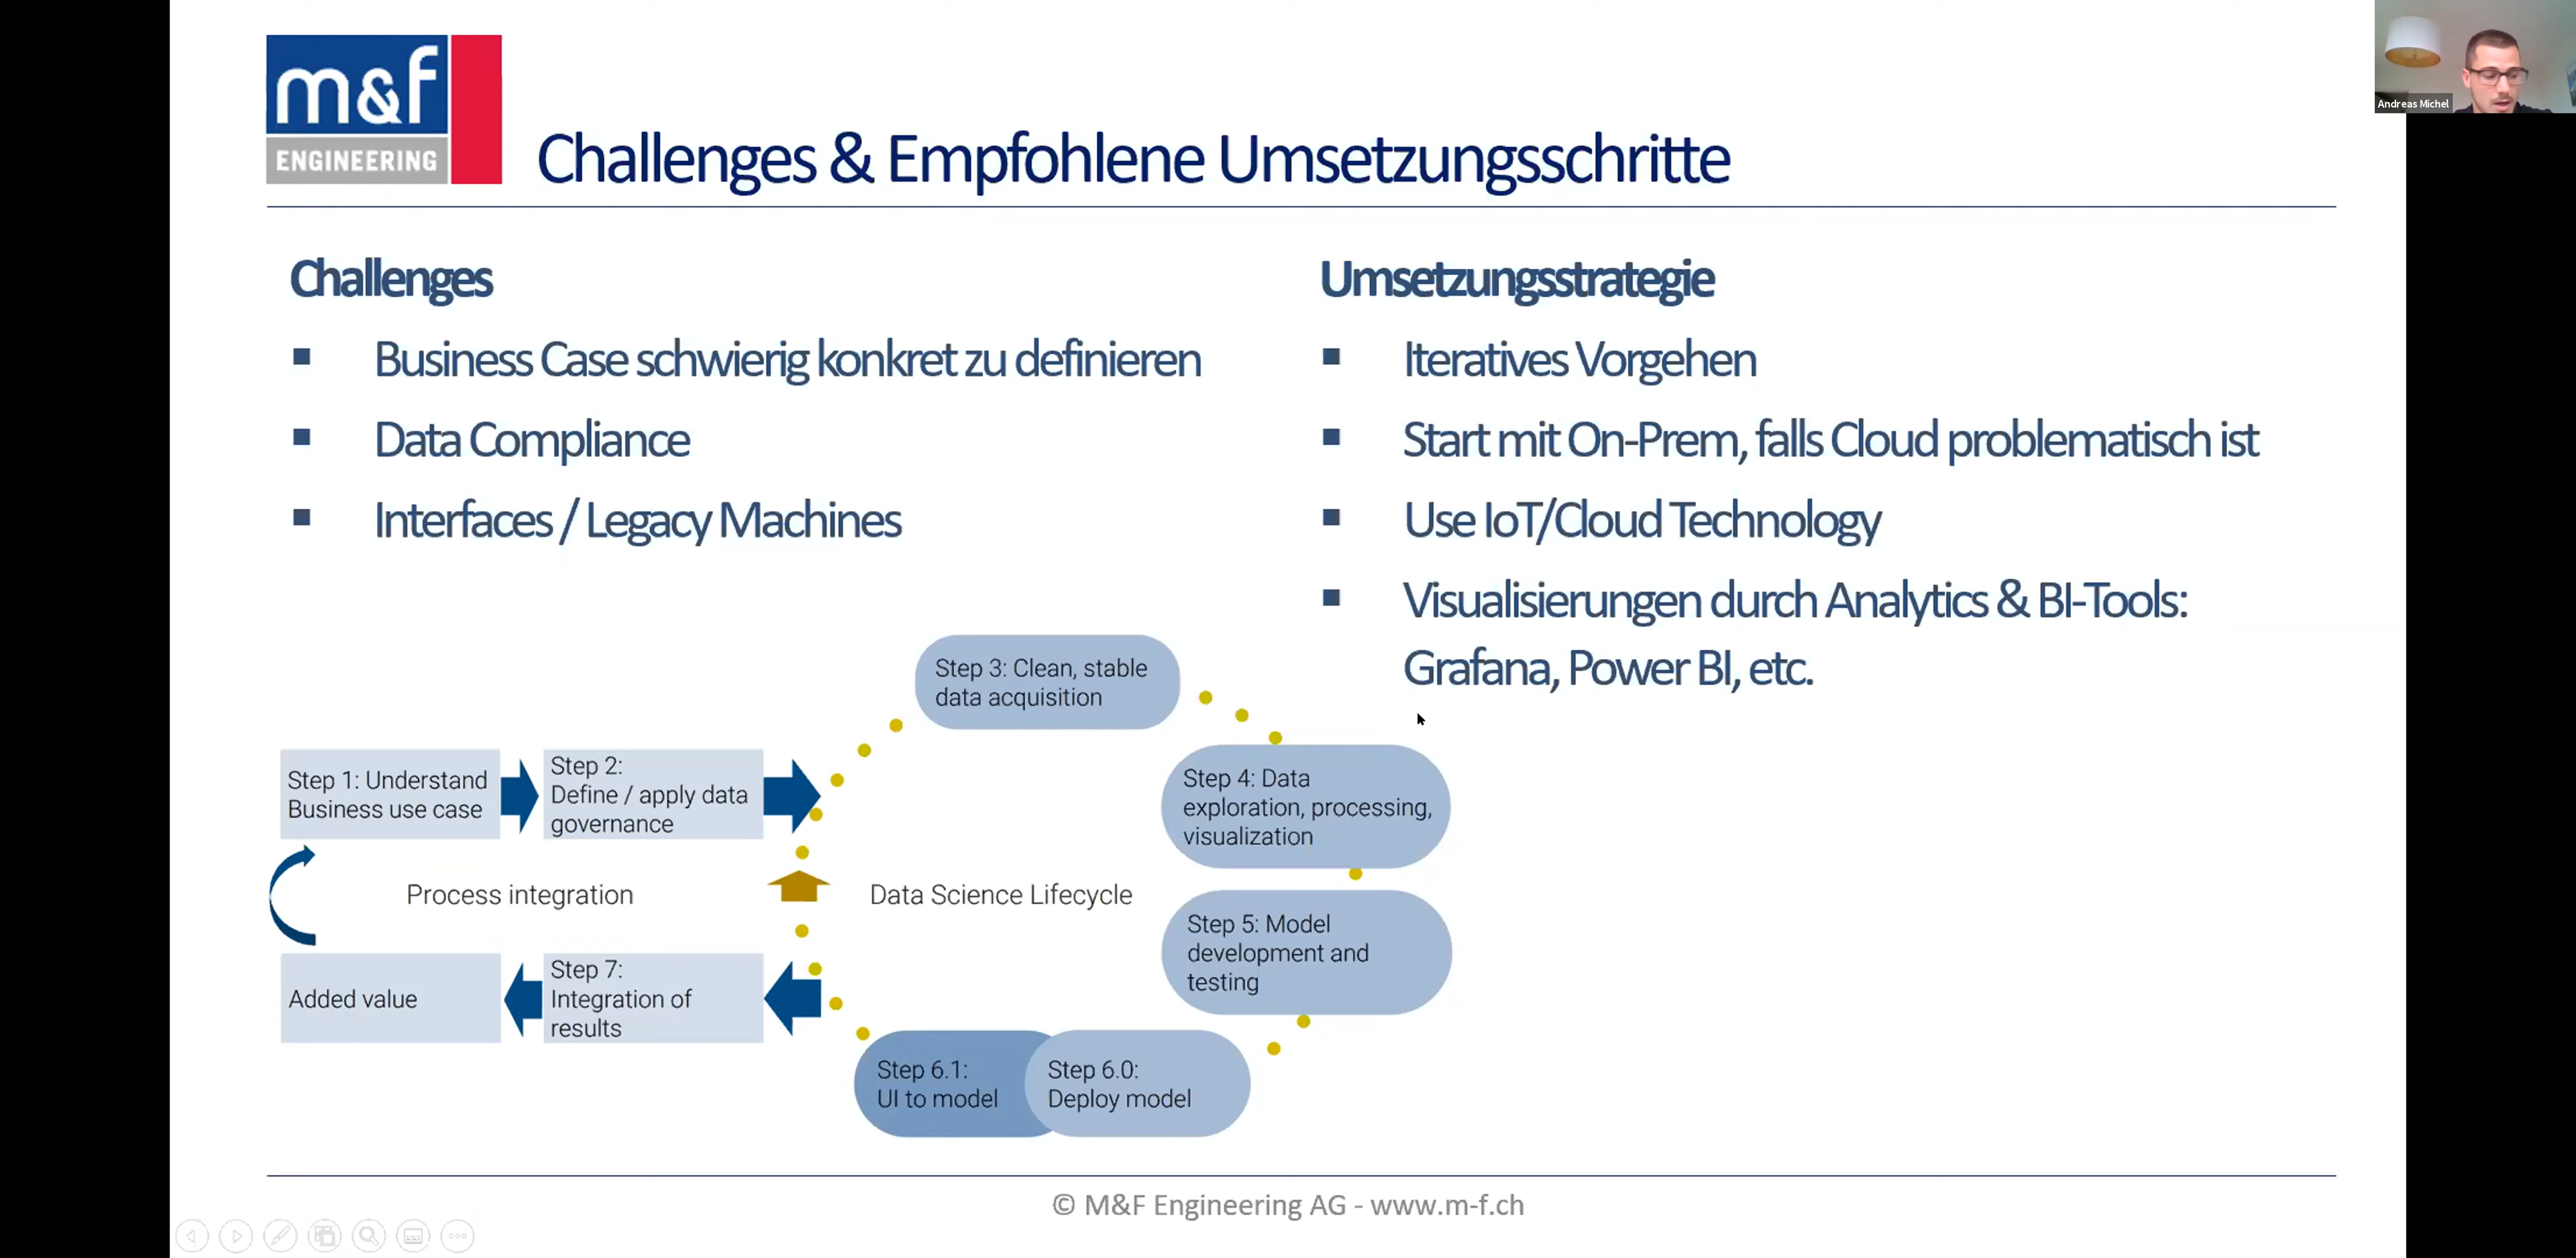 m&f
ENGINEERING
Challenges & Empfohlene Umsetzungsschritte
Andreas Michel
Challenges
Business Case schwierig konkret zu definieren
Data Compliance
Interfaces / Legacy Machines
Umsetzungsstrategie
Iteratives Vorgehen
Start mit On-Prem, falls Cloud problematisch ist
Use IoT/Cloud Technology
Visualisierungen durch Analytics & BI-Tools:
Grafana, Power BI, etc.
Step 1: Understand
Business use case
Step 2:
Define / apply data
governance
Step 3: Clean, stable
data acquisition
Step 4: Data
exploration, processing,
visualization
Process integration
Data Science Lifecycle
Step 5: Model
development and
testing
Step 6.0:
Deploy model
Step 6.1:
UI to model
Step 7:
Integration of
results
Added value
© M&F Engineering AG - www.m-f.ch